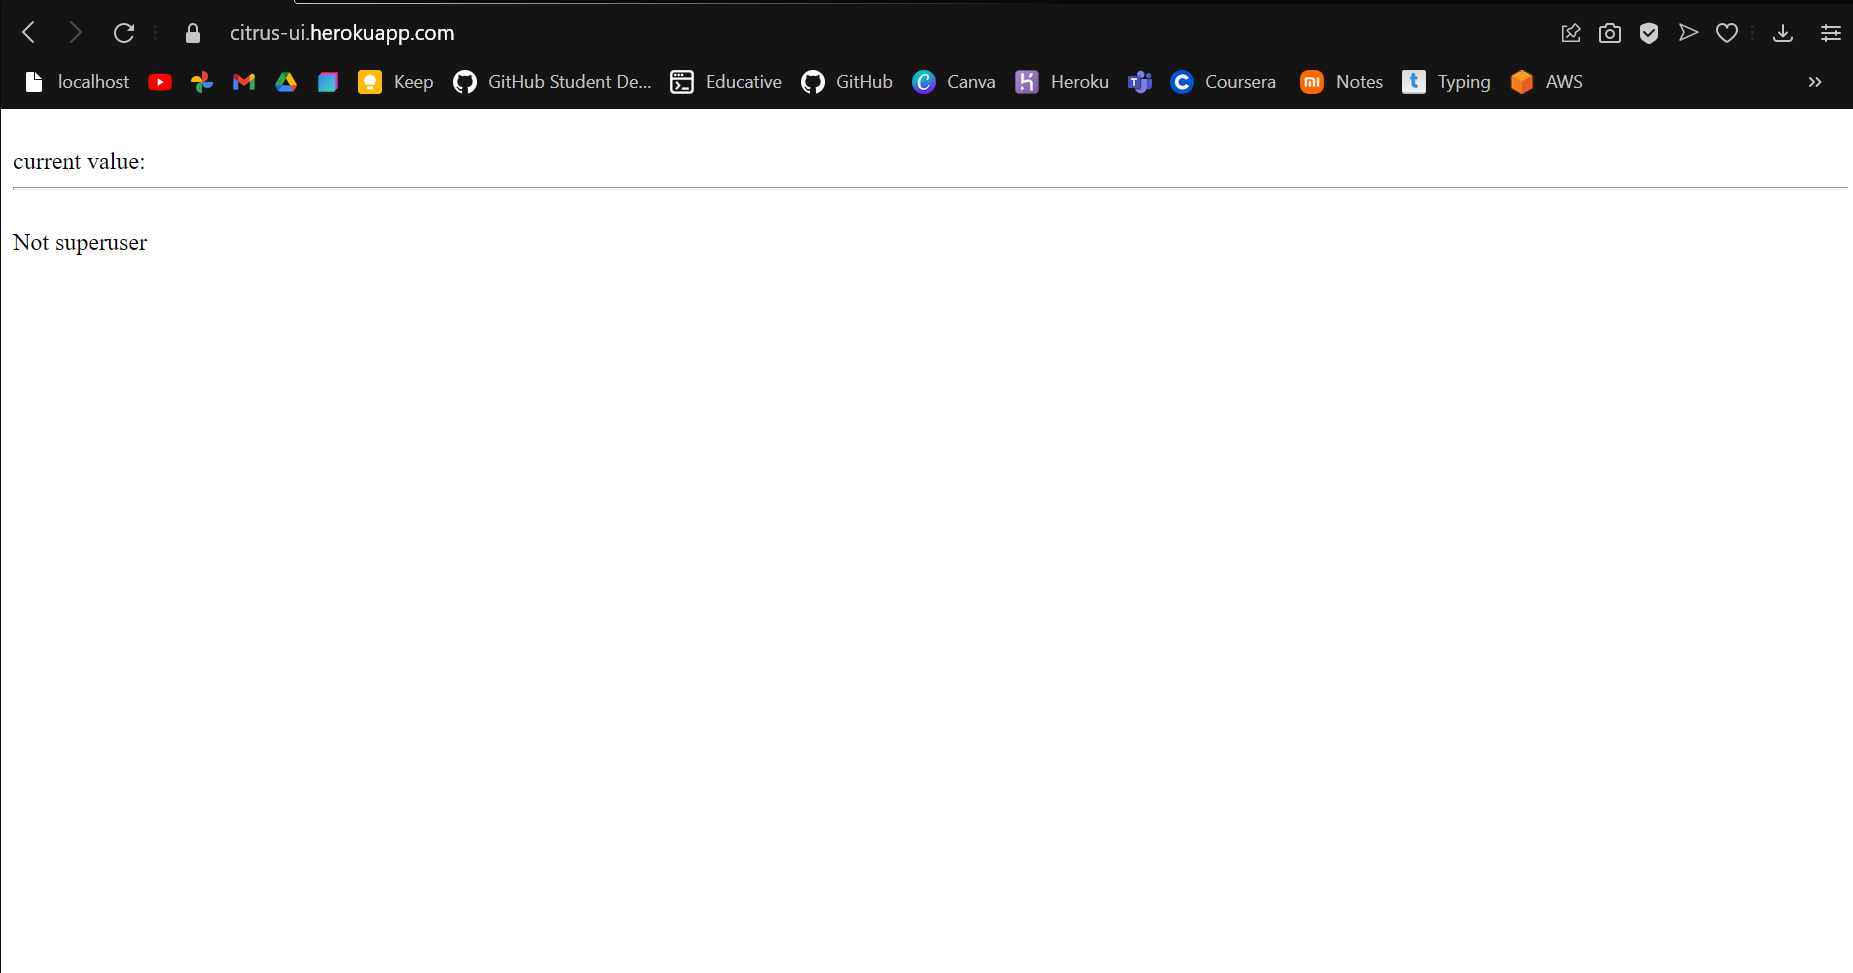 citrus-ui.herokuapp.com
localhost Keep GitHub Student De... Educative GitHub Canva Heroku Coursera Notes Typing AWS
current value:
Not superuser